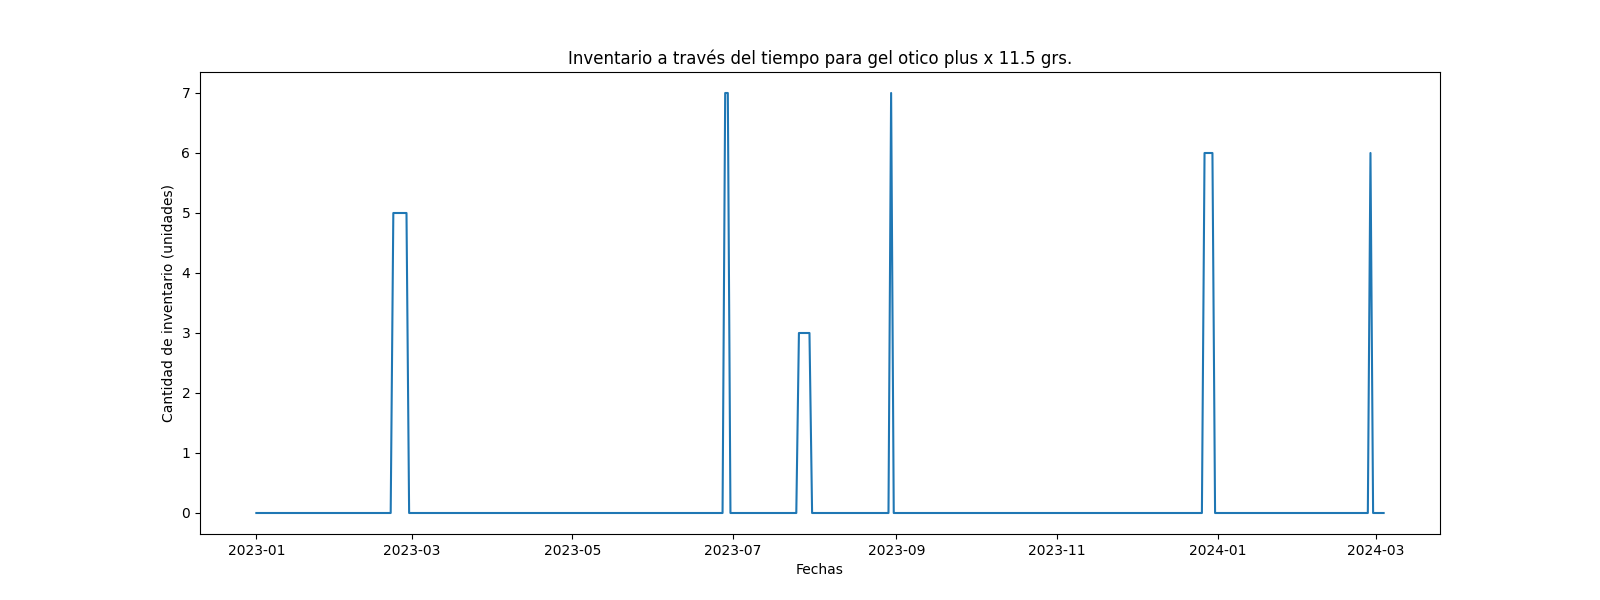 Inventario a través del tiempo para gel otico plus x 11.5 grs.
Cantidad de inventario (unidades)
7
6
5
4
3
2
1
0
2023-01 2023-03 2023-05 2023-07 2023-09 2023-11 2024-01 2024-03
Fechas